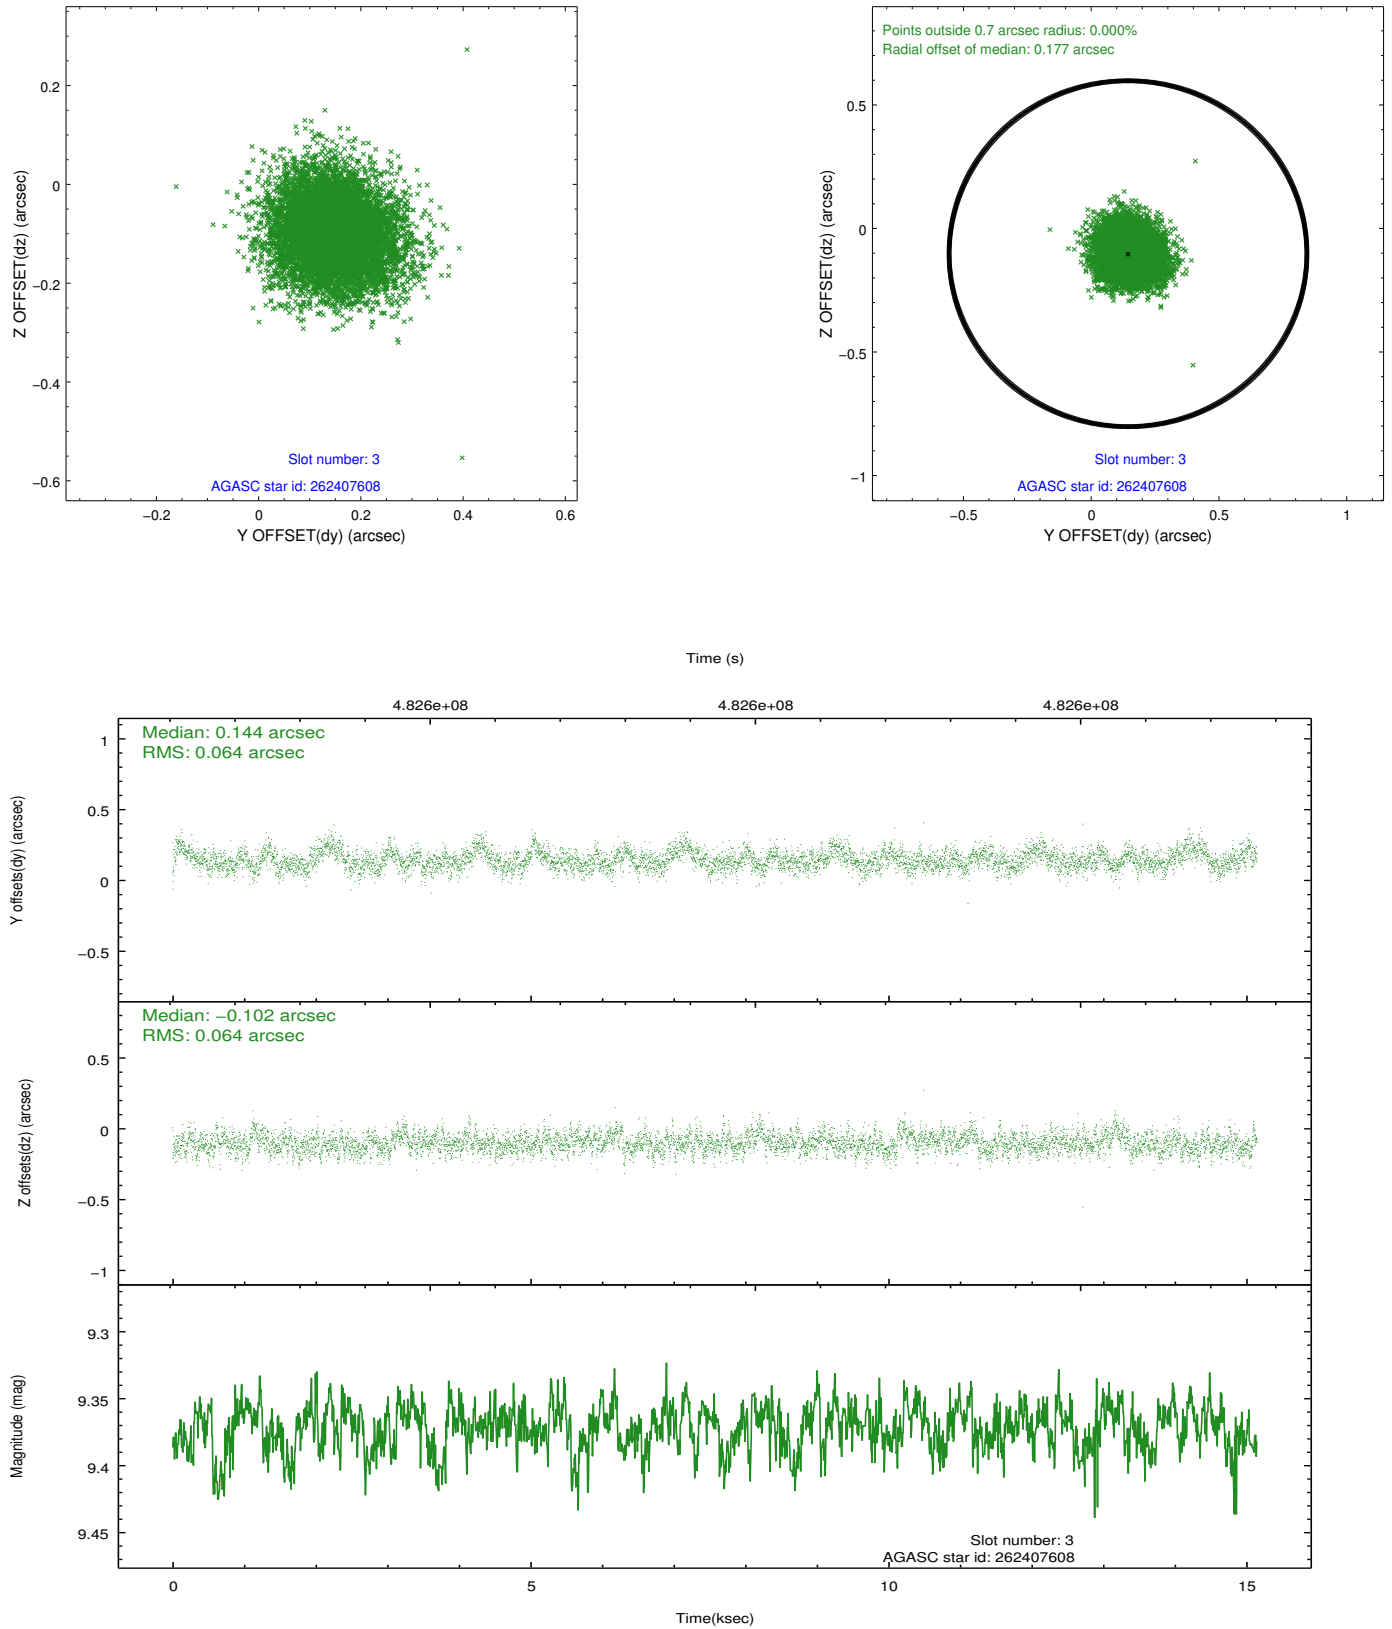 0.2
0
−0.2
−0.4
−0.6
Z OFFSET(dz) (arcsec)
Slot number: 3
AGASC star id: 262407608
−0.2
0
0.2
0.4
0.6
Y OFFSET(dy) (arcsec)
Points outside 0.7 arcsec radius: 0.000%
Radial offset of median: 0.177 arcsec
0.5
0
−0.5
−1
Z OFFSET(dz) (arcsec)
Slot number: 3
AGASC star id: 262407608
−0.5
0
0.5
1
Y OFFSET(dy) (arcsec)
Time (s)
4.826e+08
4.826e+08
4.826e+08
Median: 0.144 arcsec
RMS: 0.064 arcsec
1
0.5
0
−0.5
Y offsets(dy) (arcsec)
Median: −0.102 arcsec
RMS: 0.064 arcsec
0.5
0
−0.5
−1
Z offsets(dz) (arcsec)
9.3
9.35
9.4
9.45
Magnitude (mag)
Slot number: 3
AGASC star id: 262407608
0
5
10
15
Time(ksec)